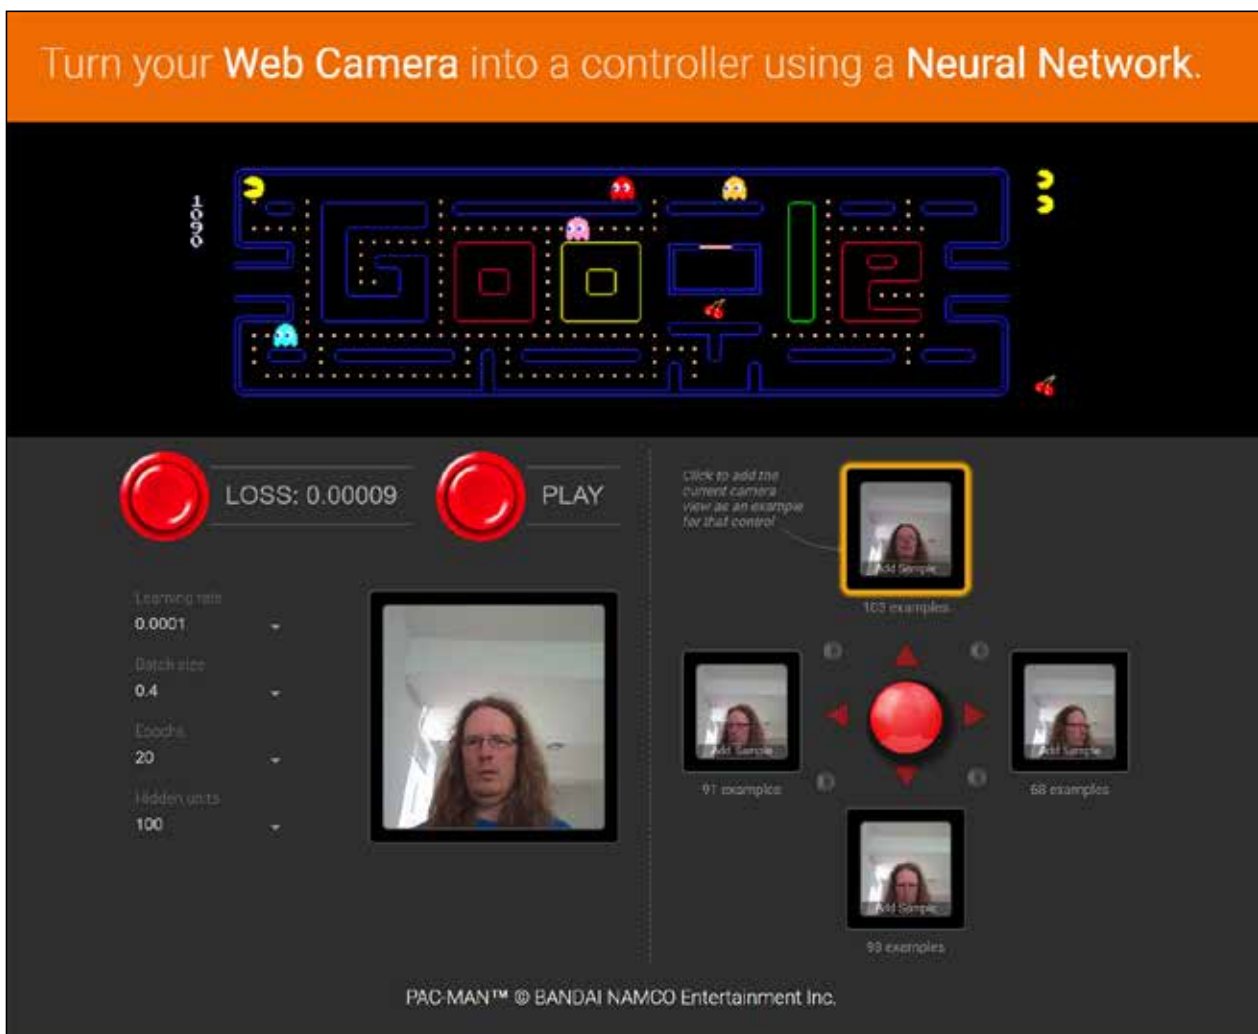 Turn your Web Camera into a controller using a Neural Network.
1090
LOSS: 0.00009
PLAY
Click to add the
current camera
view as an example
for that control
Add Sample
103 examples
Learning rate
0.0001
Batch size
0.4
Epochs
20
Hidden units
100
Add Sample
91 examples
Add Sample
68 examples
Add Sample
93 examples
PAC-MAN™ © BANDAI NAMCO Entertainment Inc.